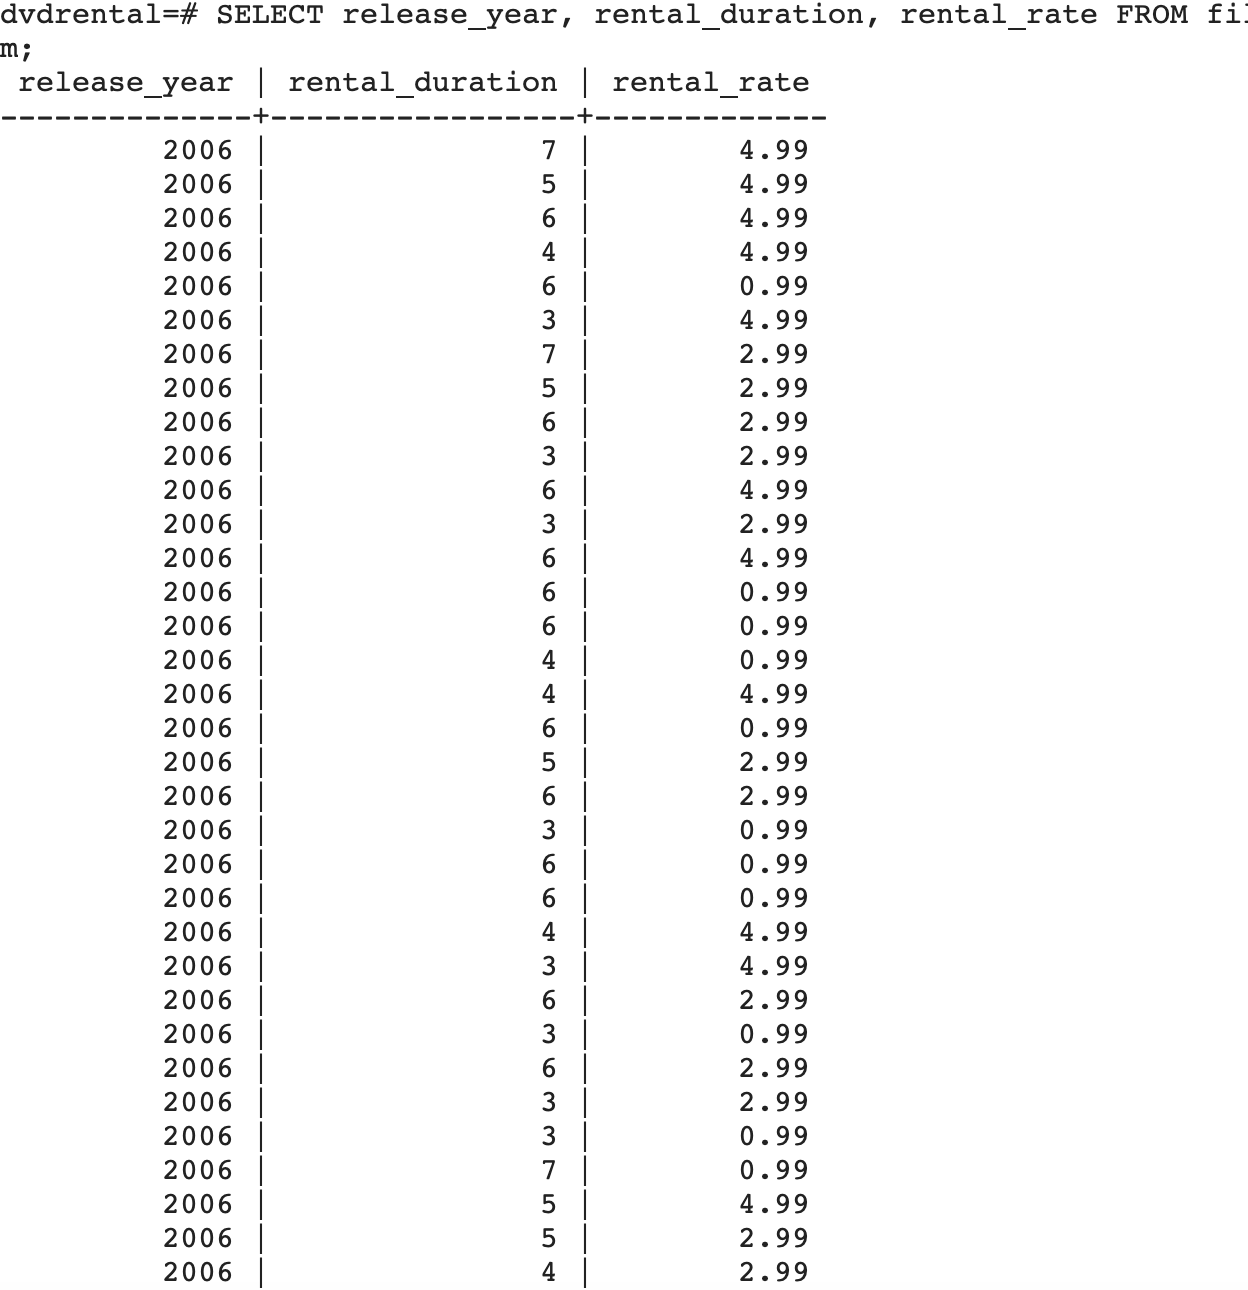 dvdrental=# SELECT release_year, rental_duration, rental_rate FROM fil
m;
 release_year | rental_duration | rental_rate
--------------+-----------------+-------------
         2006 |               7 |        4.99
         2006 |               5 |        4.99
         2006 |               6 |        4.99
         2006 |               4 |        4.99
         2006 |               6 |        0.99
         2006 |               3 |        4.99
         2006 |               7 |        2.99
         2006 |               5 |        2.99
         2006 |               6 |        2.99
         2006 |               3 |        2.99
         2006 |               6 |        4.99
         2006 |               3 |        2.99
         2006 |               6 |        4.99
         2006 |               6 |        0.99
         2006 |               6 |        0.99
         2006 |               4 |        0.99
         2006 |               4 |        4.99
         2006 |               6 |        0.99
         2006 |               5 |        2.99
         2006 |               6 |        2.99
         2006 |               3 |        0.99
         2006 |               6 |        0.99
         2006 |               6 |        0.99
         2006 |               4 |        4.99
         2006 |               3 |        4.99
         2006 |               6 |        2.99
         2006 |               3 |        0.99
         2006 |               6 |        2.99
         2006 |               3 |        2.99
         2006 |               3 |        0.99
         2006 |               7 |        0.99
         2006 |               5 |        4.99
         2006 |               5 |        2.99
         2006 |               4 |        2.99